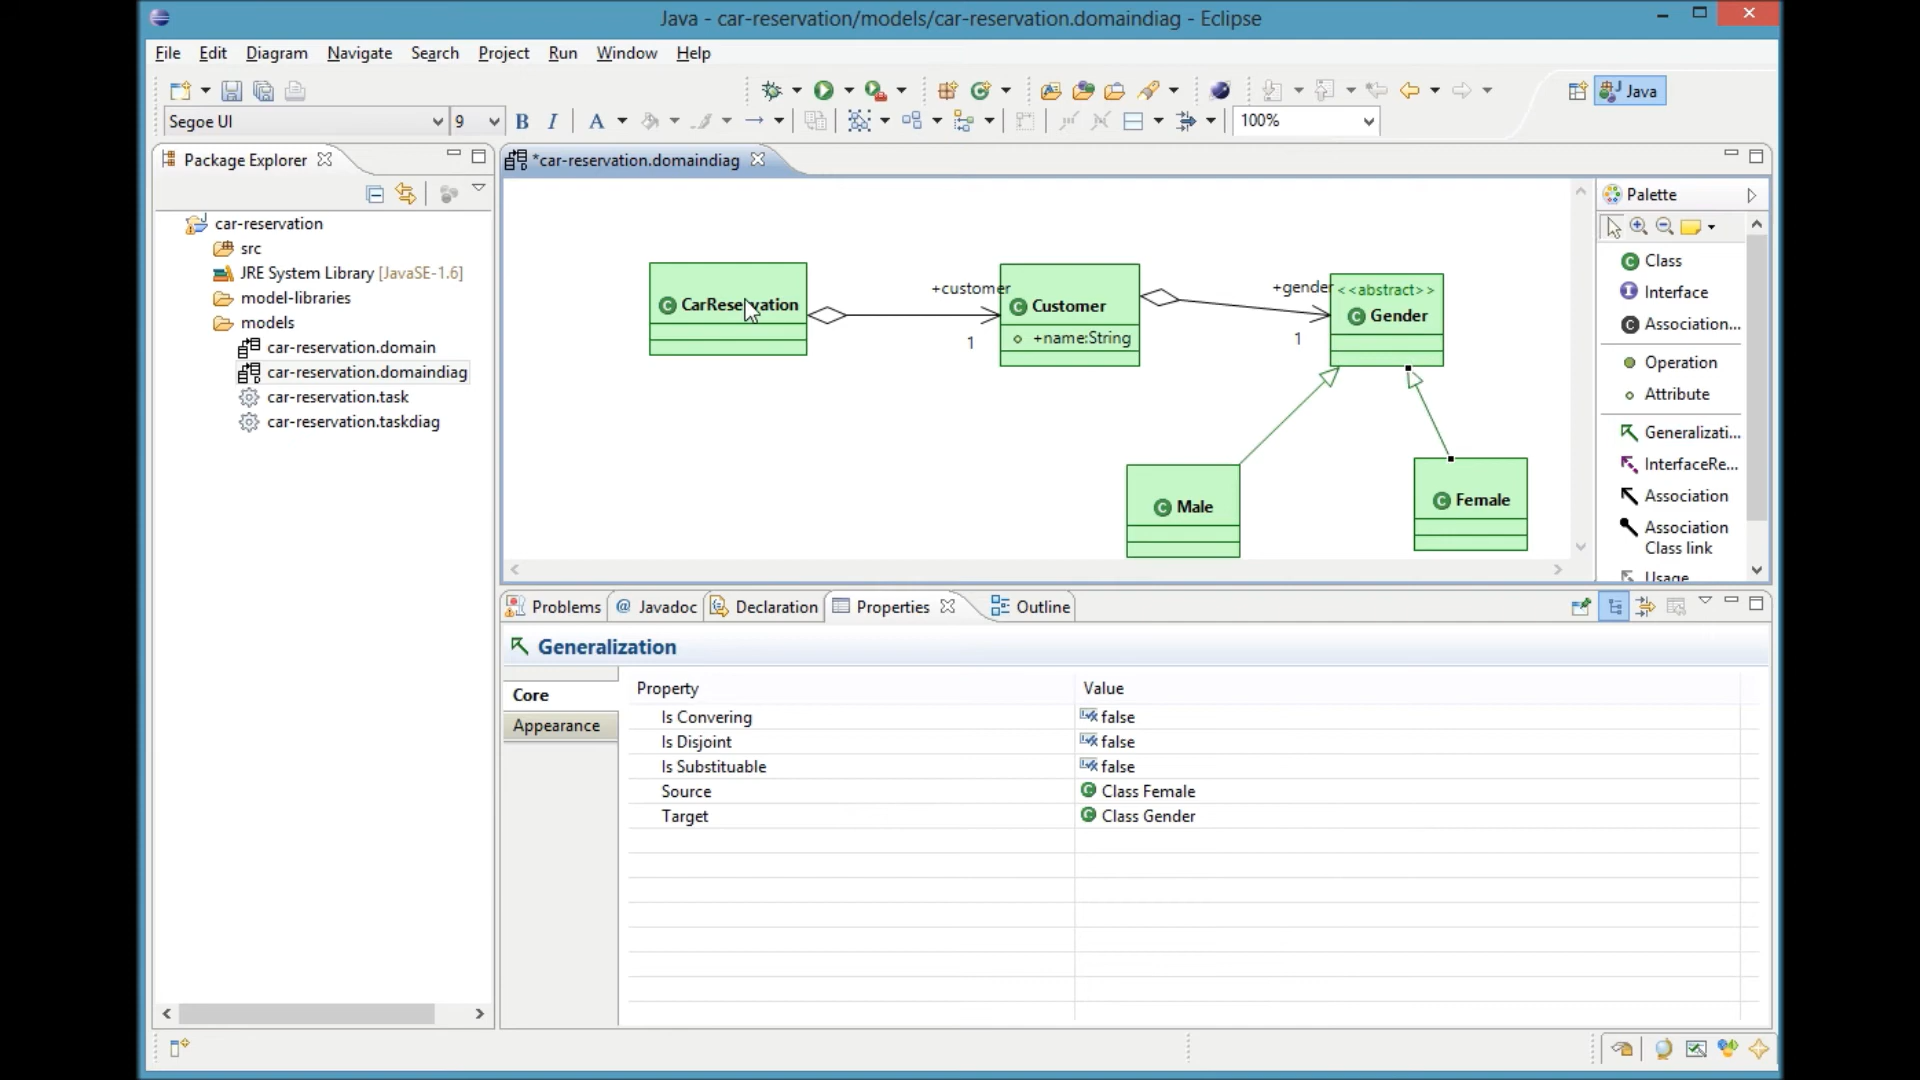 Java - car-reservation/models/car-reservation.domaindiag - Eclipse
File Edit Diagram Navigate Search Project Run Window Help
Java
Segoe UI 9 B I A 100%
Package Explorer
*car-reservation.domaindiag
car-reservation
src
JRE System Library [JavaSE-1.6]
model-libraries
models
car-reservation.domain
car-reservation.domaindiag
car-reservation.task
car-reservation.taskdiag
CarReservation
+customer
1
Customer
+name:String
+gender
1
<<abstract>>
Gender
Male
Female
Palette
Class
Interface
Association...
Operation
Attribute
Generalizati...
InterfaceRe...
Association
Association
Class link
Usage
Problems Javadoc Declaration Properties Outline
Generalization
Core
Appearance
Property Value
Is Convering false
Is Disjoint false
Is Substituable false
Source Class Female
Target Class Gender